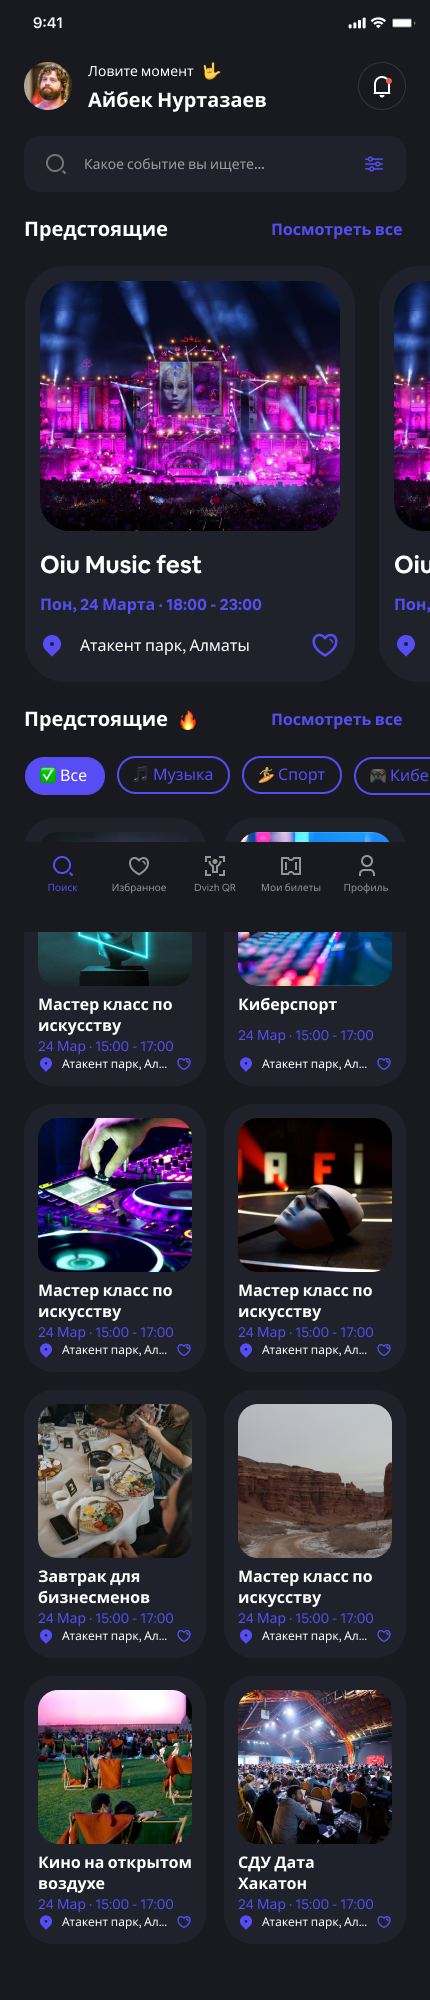 9:41
Ловите момент 🤟
Айбек Нуртазаев
Какое событие вы ищете...
Предстоящие
Посмотреть все
Oiu Music fest
Oiu
Пон, 24 Марта · 18:00 - 23:00
Пон,
Атакент парк, Алматы
Предстоящие 🔥
Посмотреть все
✅ Все
🎵 Музыка
🏄 Спорт
🎮 Кибе
Поиск
Избранное
Dvizh QR
Мои билеты
Профиль
Мастер класс по
искусству
24 Мар · 15:00 - 17:00
Атакент парк, Ал...
Киберспорт
24 Мар · 15:00 - 17:00
Атакент парк, Ал...
Мастер класс по
искусству
24 Мар · 15:00 - 17:00
Атакент парк, Ал...
Мастер класс по
искусству
24 Мар · 15:00 - 17:00
Атакент парк, Ал...
Завтрак для
бизнесменов
24 Мар · 15:00 - 17:00
Атакент парк, Ал...
Мастер класс по
искусству
24 Мар · 15:00 - 17:00
Атакент парк, Ал...
Кино на открытом
воздухе
24 Мар · 15:00 - 17:00
Атакент парк, Ал...
СДУ Дата
Хакатон
24 Мар · 15:00 - 17:00
Атакент парк, Ал...